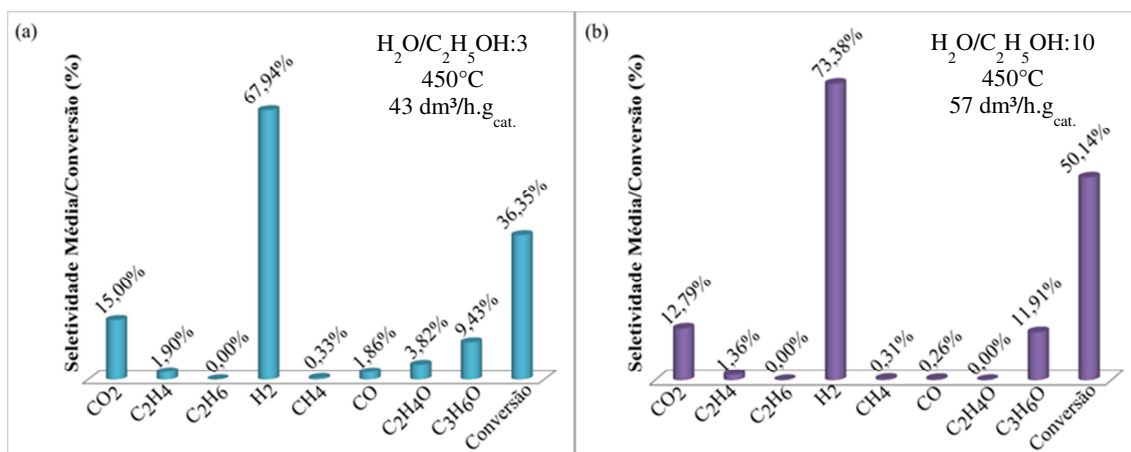 (a)
H₂O/C₂H₅OH:3
450°C
43 dm³/h.g_cat.
Seletividade Média/Conversão (%)
15,00%
1,90%
0,00%
67,94%
0,33%
1,86%
3,82%
9,43%
36,35%
CO2
C2H4
C2H6
H2
CH4
CO
C2H4O
C3H6O
Conversão
(b)
H₂O/C₂H₅OH:10
450°C
57 dm³/h.g_cat.
Seletividade Média/Conversão (%)
12,79%
1,36%
0,00%
73,38%
0,31%
0,26%
0,00%
11,91%
50,14%
CO2
C2H4
C2H6
H2
CH4
CO
C2H4O
C3H6O
Conversão